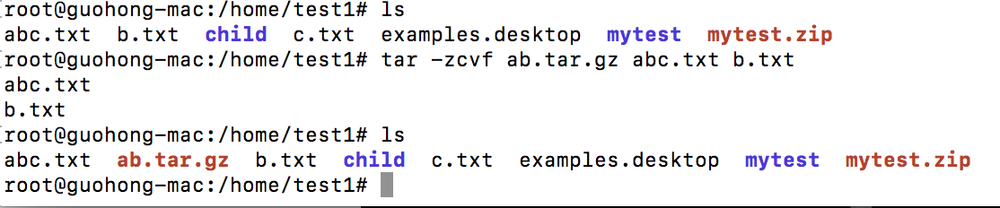 root@guohong-mac:/home/test1# ls
abc.txt  b.txt  child  c.txt  examples.desktop  mytest  mytest.zip
root@guohong-mac:/home/test1# tar -zcvf ab.tar.gz abc.txt b.txt
abc.txt
b.txt
root@guohong-mac:/home/test1# ls
abc.txt  ab.tar.gz  b.txt  child  c.txt  examples.desktop  mytest  mytest.zip
root@guohong-mac:/home/test1#